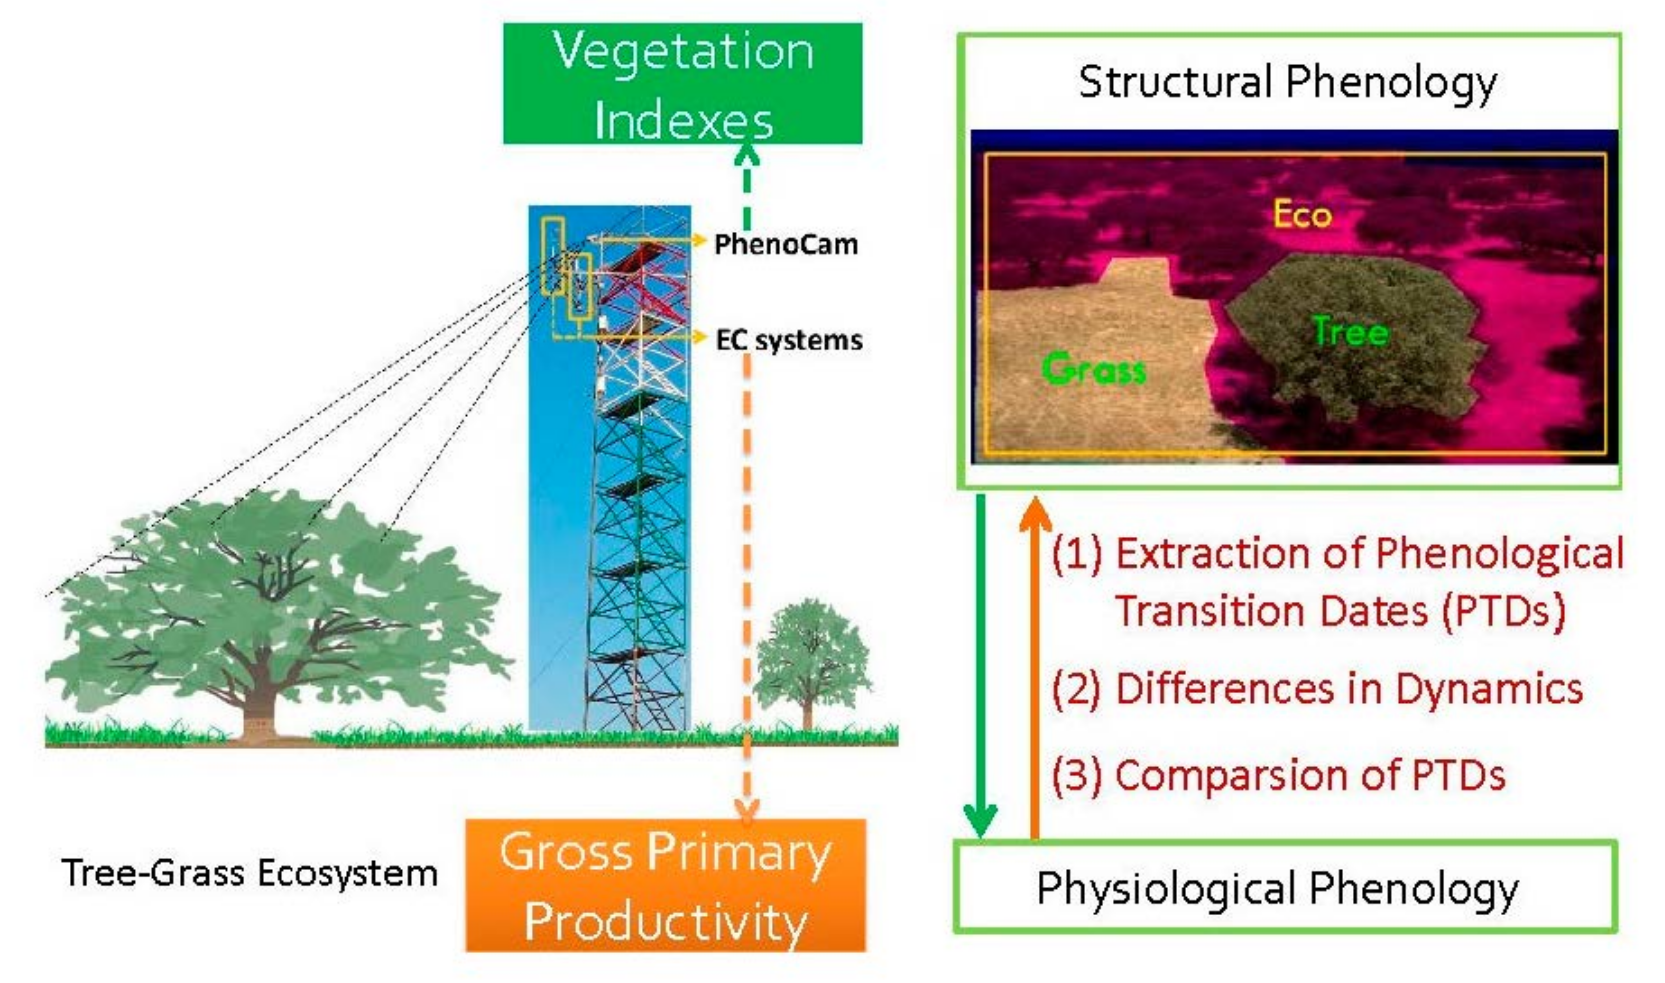 Vegetation
Indexes
PhenoCam
EC systems
Tree-Grass Ecosystem
Gross Primary
Productivity
Structural Phenology
Eco
Tree
Grass
(1) Extraction of Phenological
Transition Dates (PTDs)
(2) Differences in Dynamics
(3) Comparsion of PTDs
Physiological Phenology